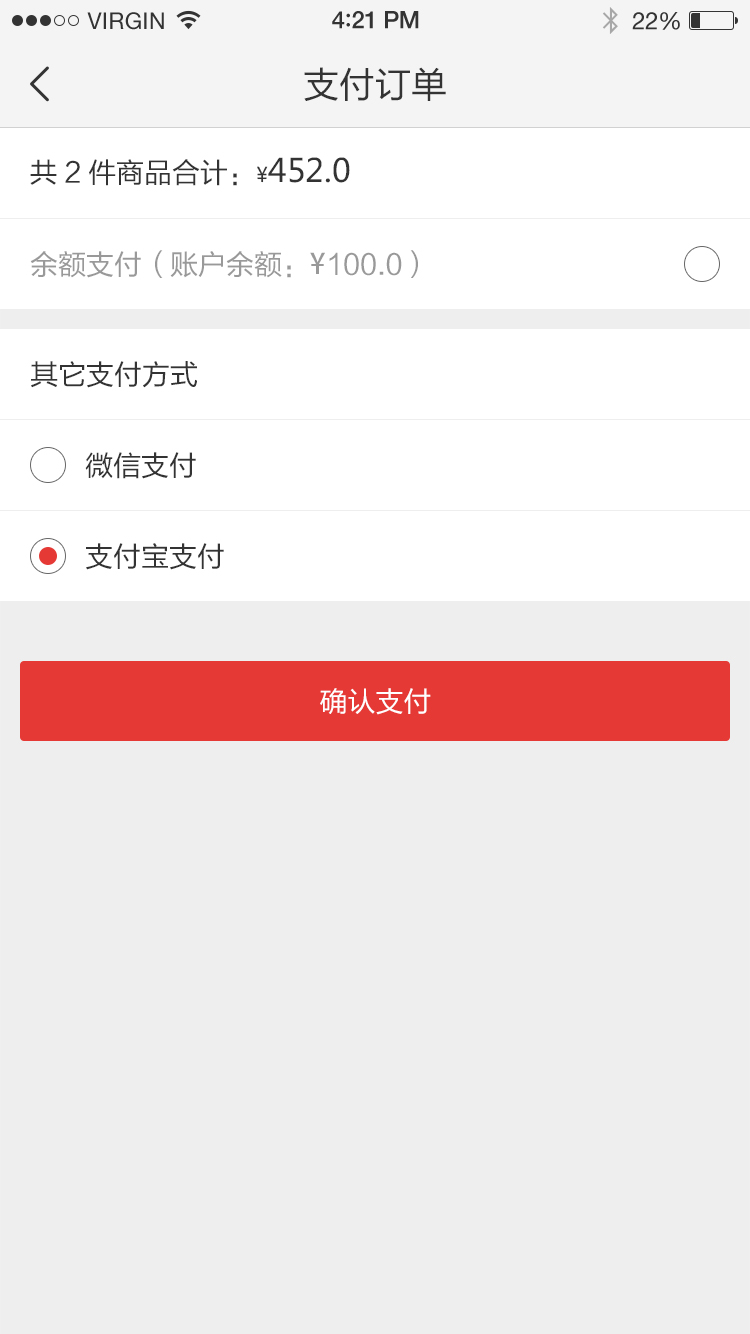 VIRGIN 4:21 PM 22%
支付订单
共 2 件商品合计：¥452.0
余额支付（账户余额：¥100.0）
其它支付方式
微信支付
支付宝支付
确认支付